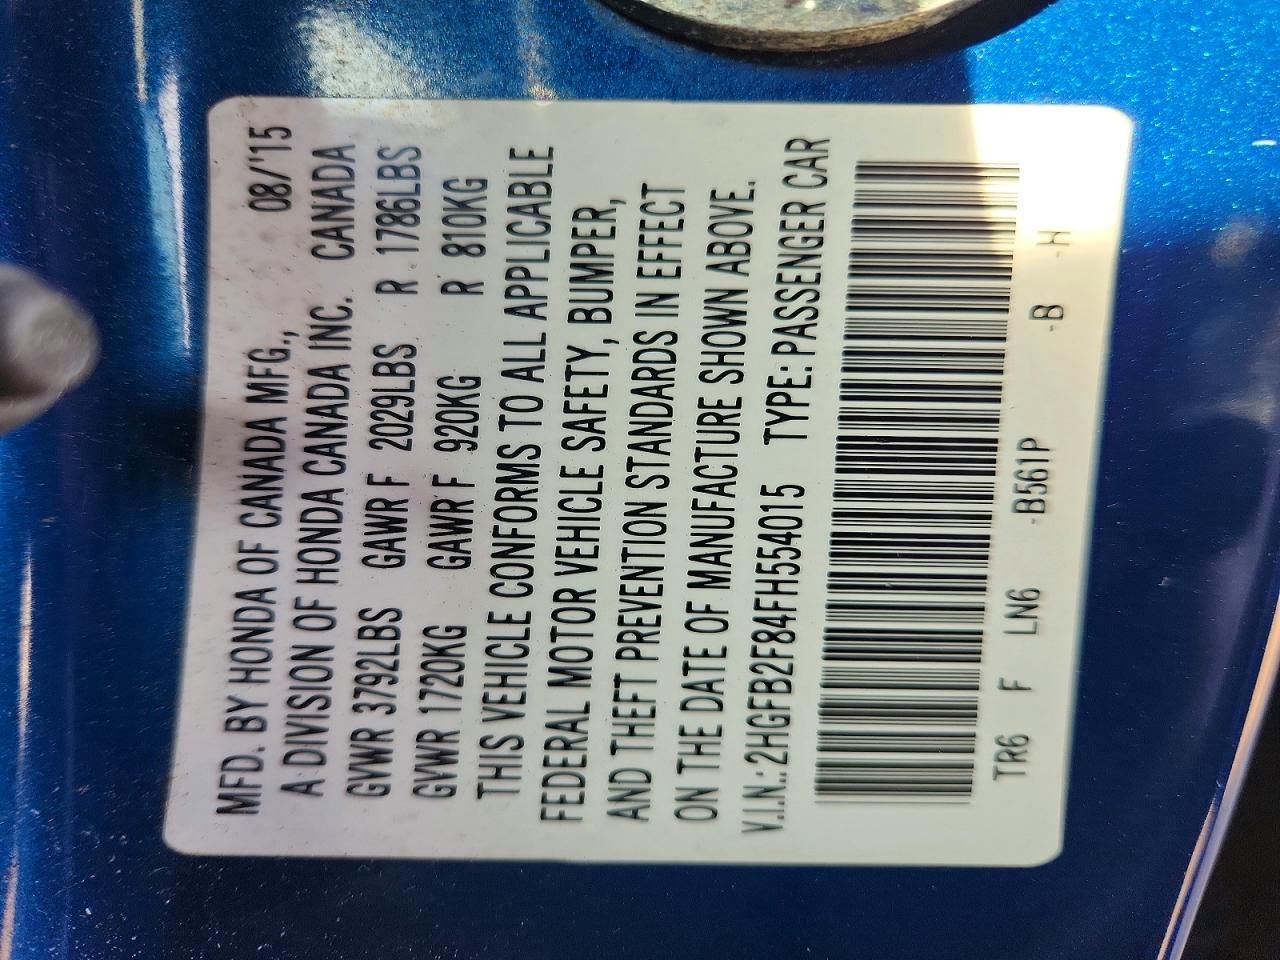 MFD. BY HONDA OF CANADA MFG., 08/'15
A DIVISION OF HONDA CANADA INC. CANADA
GVWR 3792LBS GAWR F 2029LBS R 1786LBS
GVWR 1720KG GAWR F 920KG R 810KG
THIS VEHICLE CONFORMS TO ALL APPLICABLE
FEDERAL MOTOR VEHICLE SAFETY, BUMPER,
AND THEFT PREVENTION STANDARDS IN EFFECT
ON THE DATE OF MANUFACTURE SHOWN ABOVE.
V.I.N.: 2HGFB2F84FH554015 TYPE: PASSENGER CAR
TR6 F LN6 -B561P -B -H